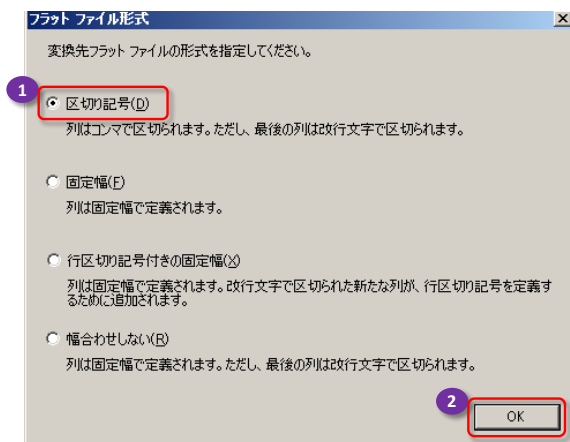 フラット ファイル形式
変換先フラット ファイルの形式を指定してください。
1
区切り記号(D)
列はコンマで区切られます。ただし、最後の列は改行文字で区切られます。
固定幅(F)
列は固定幅で定義されます。
行区切り記号付きの固定幅(X)
列は固定幅で定義されます。改行文字で区切られた新たな列が、行区切り記号を定義す
るために追加されます。
幅合わせしない(R)
列は固定幅で定義されます。ただし、最後の列は改行文字で区切られます。
2
OK